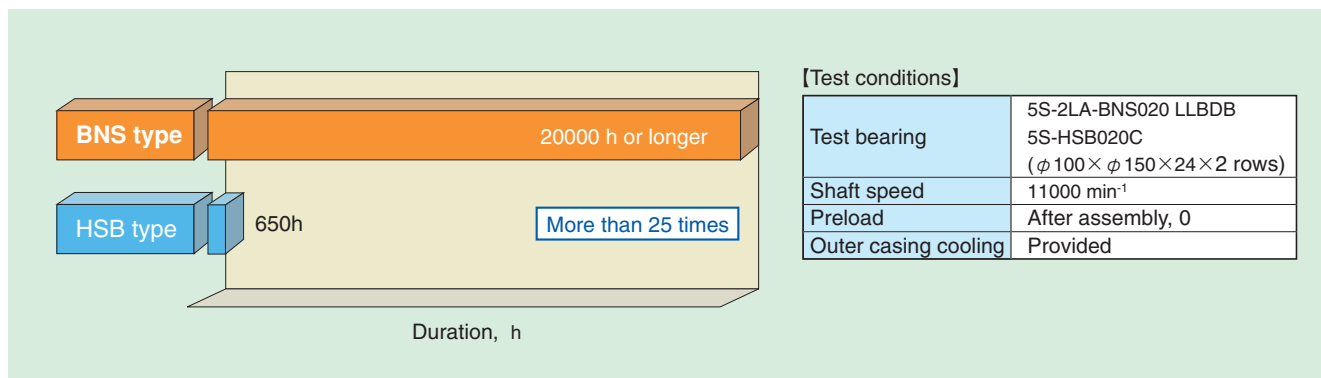 BNS type
20000 h or longer
HSB type
650h
More than 25 times
Duration, h
【Test conditions】
Test bearing
5S-2LA-BNS020 LLBDB
5S-HSB020C
(φ100×φ150×24×2 rows)
Shaft speed
11000 min⁻¹
Preload
After assembly, 0
Outer casing cooling
Provided